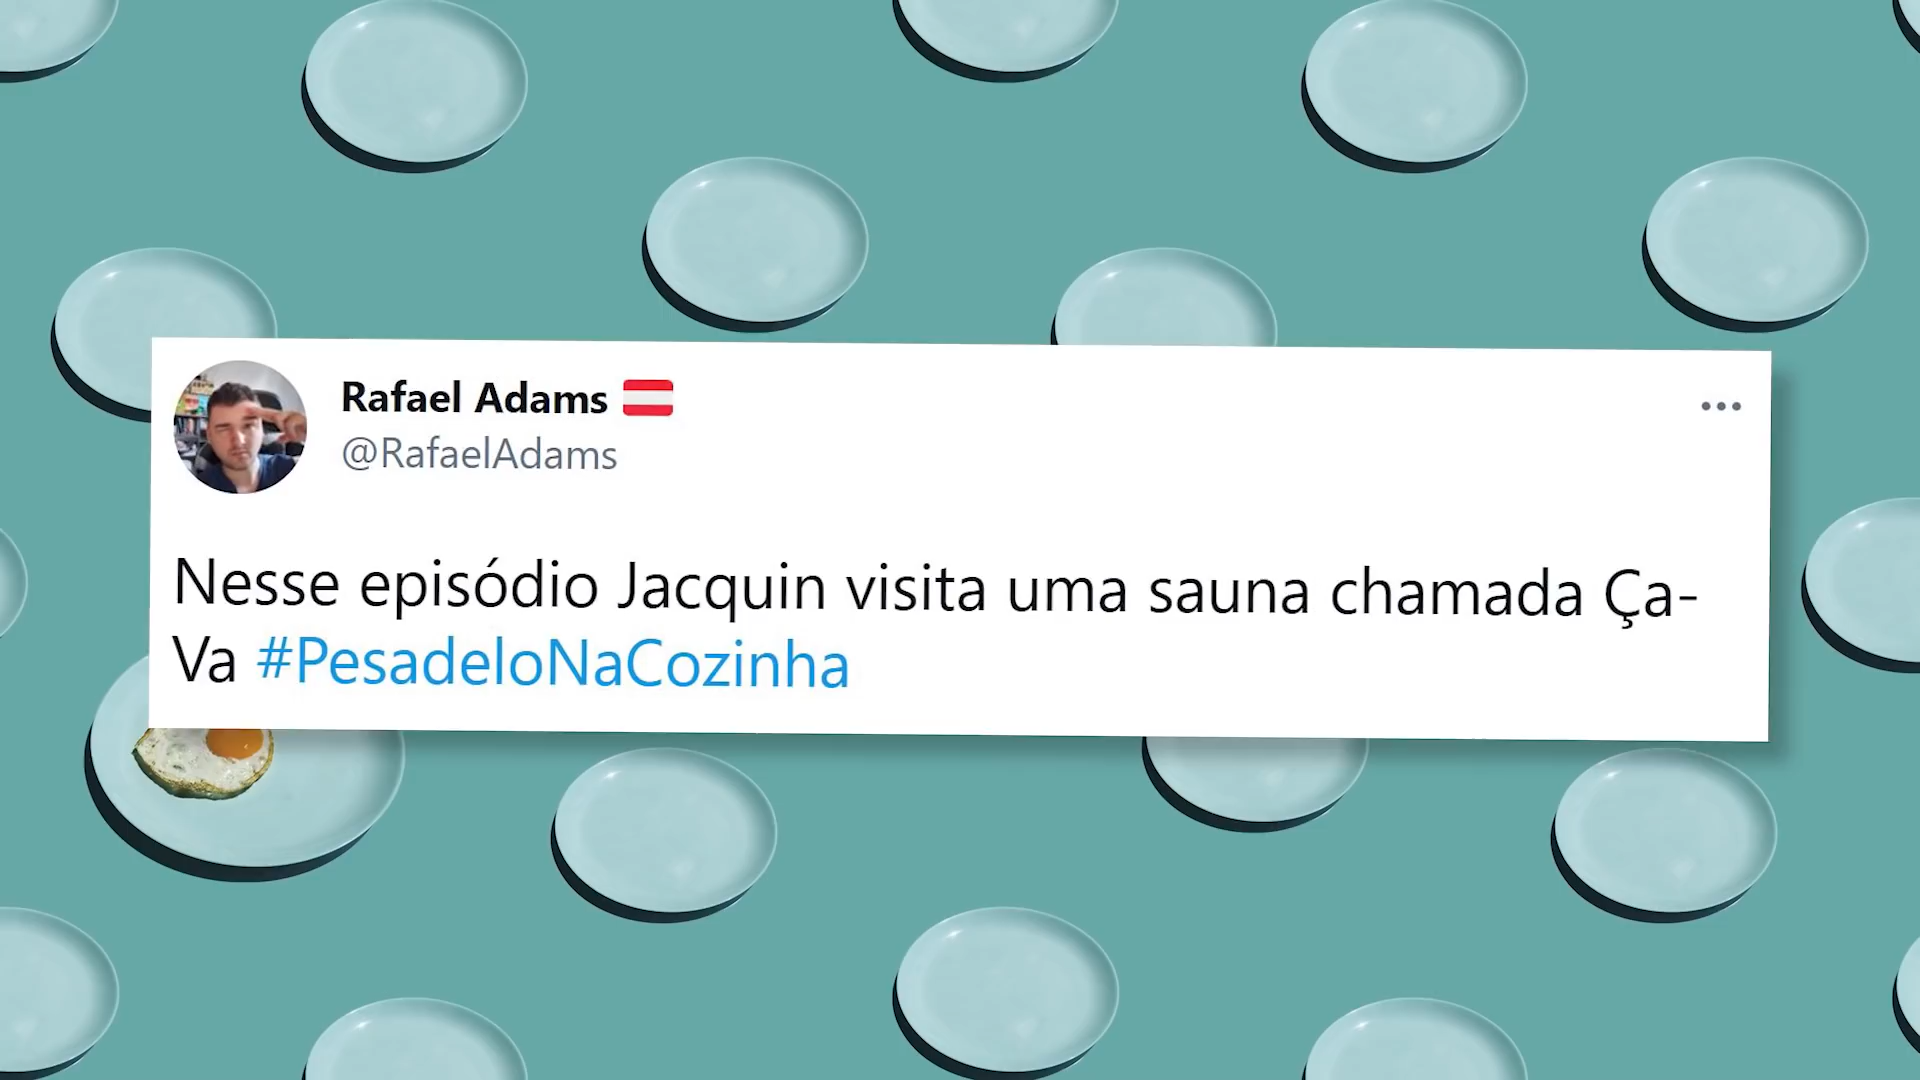 Rafael Adams
@RafaelAdams
Nesse episódio Jacquin visita uma sauna chamada Ça-
Va #PesadeloNaCozinha